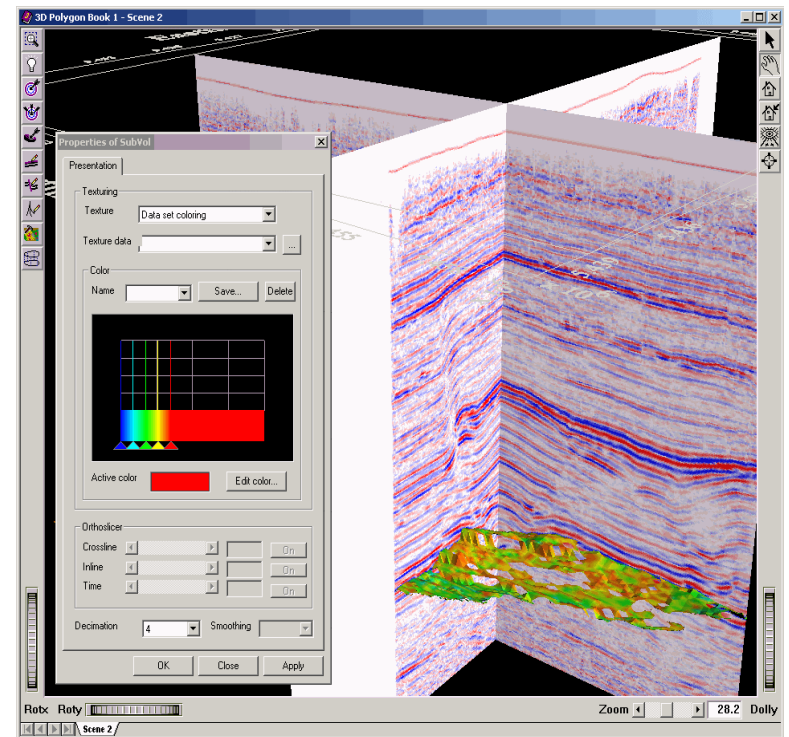 3D Polygon Book 1 - Scene 2
Properties of SubVol
Presentation
Texturing
Texture
Data set coloring
Texture data
...
Color
Name
Save...
Delete
Active color
Edit color...
Orthoslicer
Crossline
On
Inline
On
Time
On
Decimation
4
Smoothing
OK
Close
Apply
Rotx
Roty
Zoom
28.2
Dolly
Scene 2